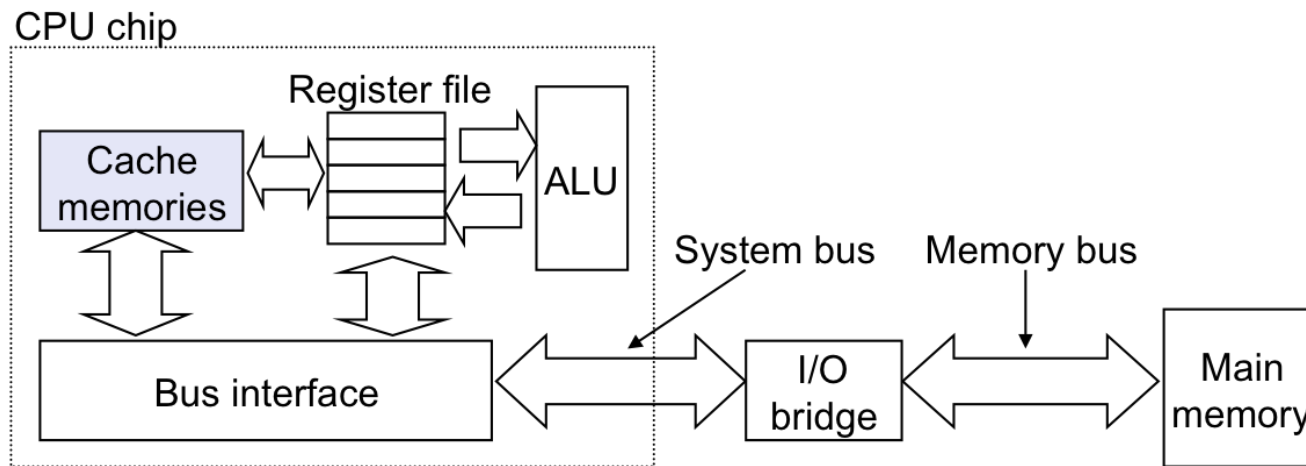 CPU chip
Register file
Cache
memories
ALU
System bus
Memory bus
Bus interface
I/O
bridge
Main
memory